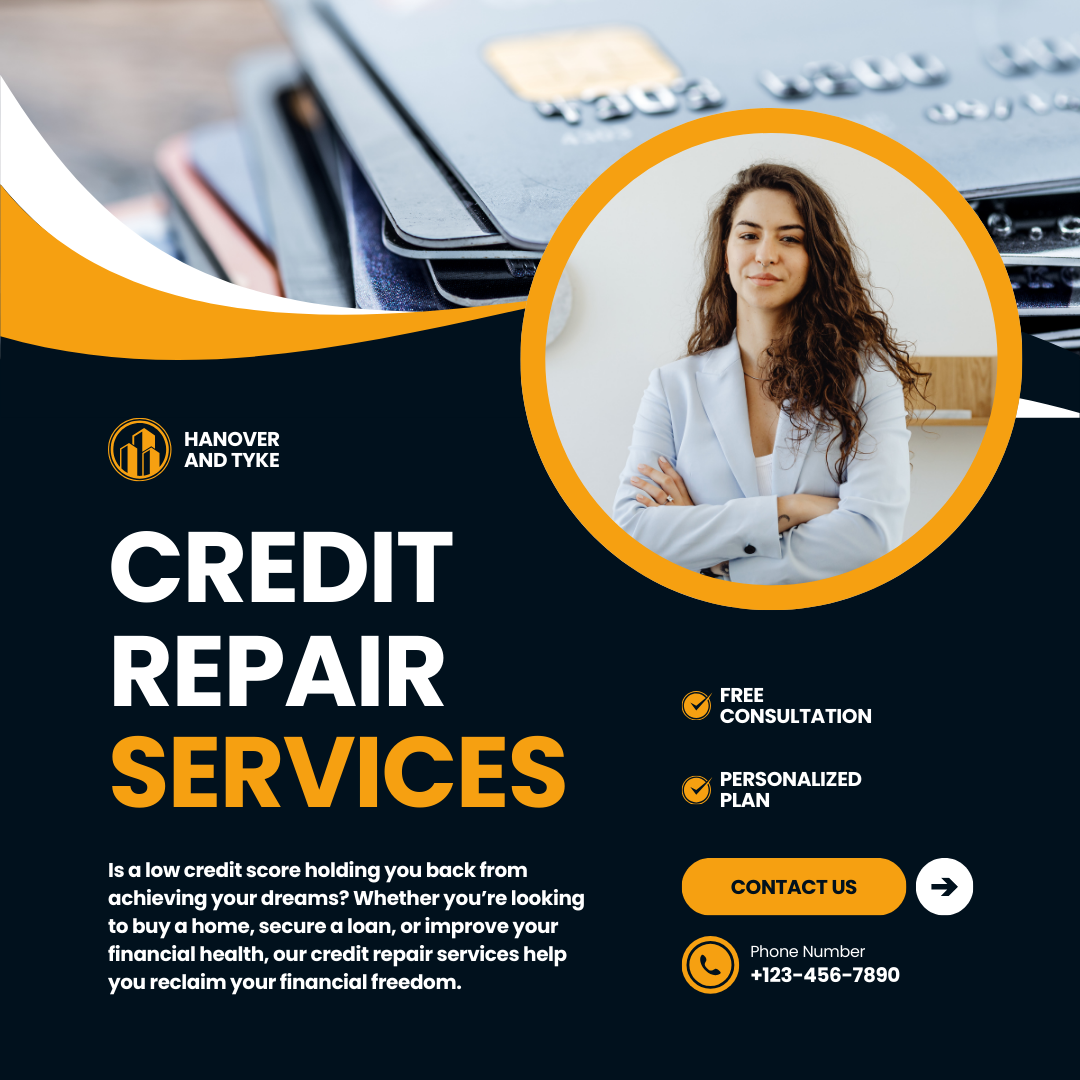 HANOVER
AND TYKE
CREDIT
REPAIR
SERVICES
Is a low credit score holding you back from
achieving your dreams? Whether you’re looking
to buy a home, secure a loan, or improve your
financial health, our credit repair services help
you reclaim your financial freedom.
FREE
CONSULTATION
PERSONALIZED
PLAN
CONTACT US
Phone Number
+123-456-7890